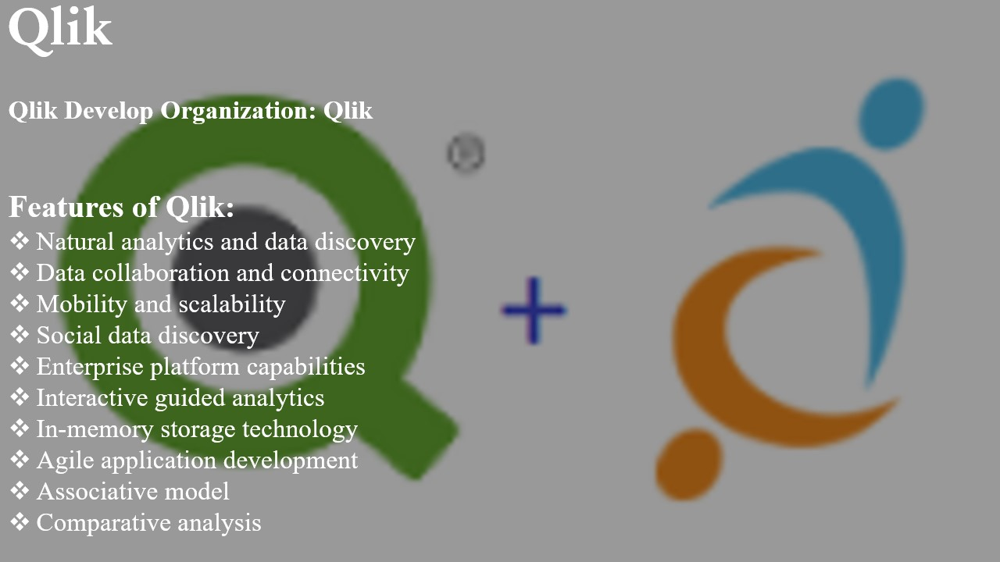 Qlik
Qlik Develop Organization: Qlik
®
Features of Qlik:
❖ Natural analytics and data discovery
❖ Data collaboration and connectivity
❖ Mobility and scalability
❖ Social data discovery
❖ Enterprise platform capabilities
❖ Interactive guided analytics
❖ In-memory storage technology
❖ Agile application development
❖ Associative model
❖ Comparative analysis